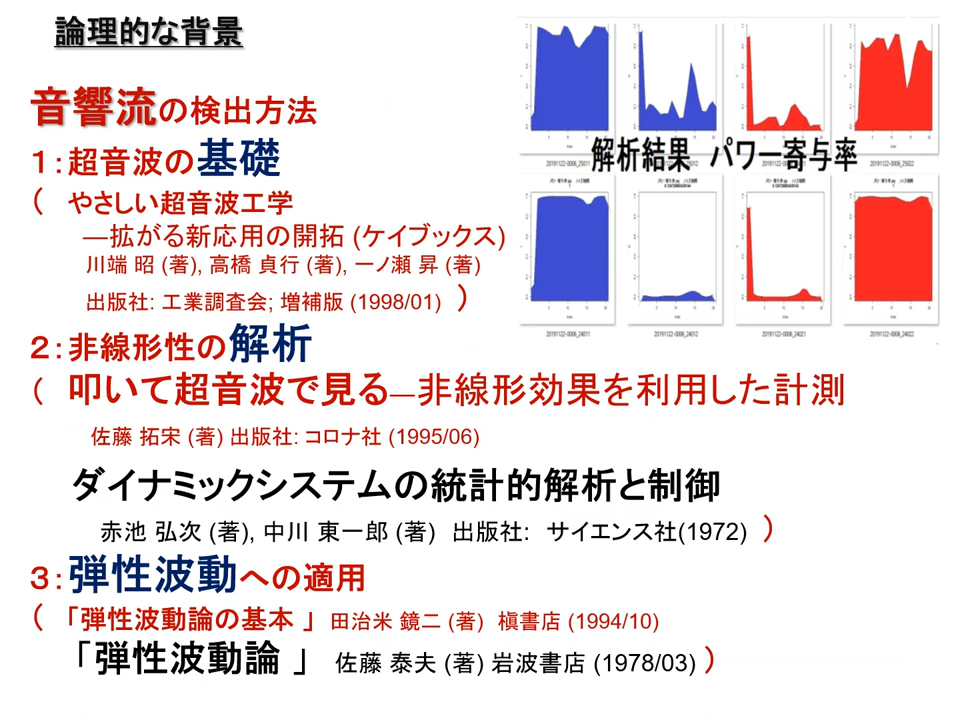 論理的な背景
音響流の検出方法
1:超音波の基礎
( やさしい超音波工学
―拡がる新応用の開拓 (ケイブックス)
川端 昭 (著), 高橋 貞行 (著), 一ノ瀬 昇 (著)
出版社: 工業調査会; 増補版 (1998/01) )
2:非線形性の解析
( 叩いて超音波で見る―非線形効果を利用した計測
佐藤 拓宋 (著) 出版社: コロナ社 (1995/06)
ダイナミックシステムの統計的解析と制御
赤池 弘次 (著), 中川 東一郎 (著) 出版社: サイエンス社(1972) )
3:弾性波動への適用
( 「弾性波動論の基本 」 田治米 鏡二 (著) 槇書店 (1994/10)
「弾性波動論 」 佐藤 泰夫 (著) 岩波書店 (1978/03) )
解析結果 パワー寄与率
20191122-0006_24011
20191122-0006_24012
20191122-0006_24021
20191122-0006_24022